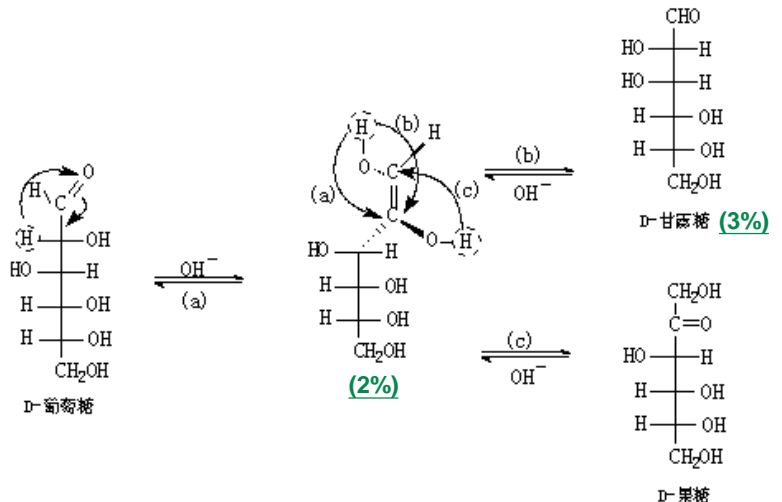 H O
C
H OH
HO H
H OH
H OH
CH₂OH
D-葡萄糖
OH⁻
(a)
H (b) H
O C
(a) (c)
C
O H
HO H
H OH
H OH
CH₂OH
(2%)
(b)
OH⁻
CHO
HO H
HO H
H OH
H OH
CH₂OH
D-甘露糖 (3%)
(c)
OH⁻
CH₂OH
C=O
HO H
H OH
H OH
CH₂OH
D-果糖